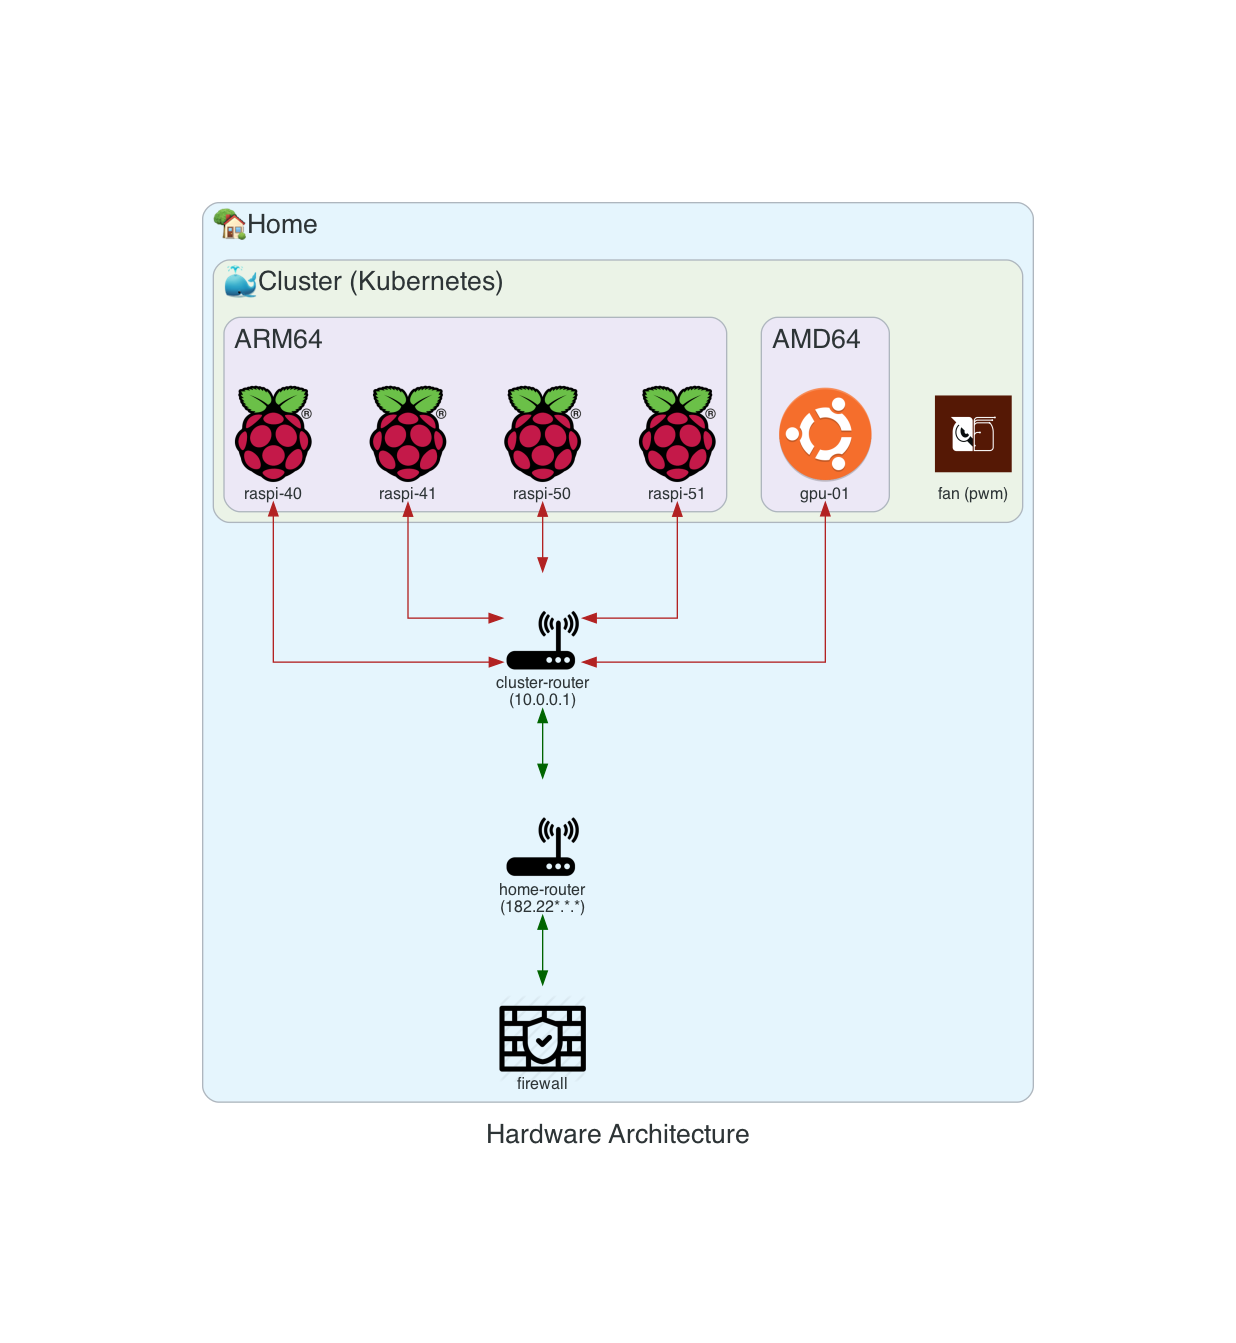 Home
Cluster (Kubernetes)
ARM64
AMD64
®
®
®
®
raspi-40
raspi-41
raspi-50
raspi-51
gpu-01
fan (pwm)
cluster-router
(10.0.0.1)
home-router
(182.22*.*.*)
firewall
Hardware Architecture